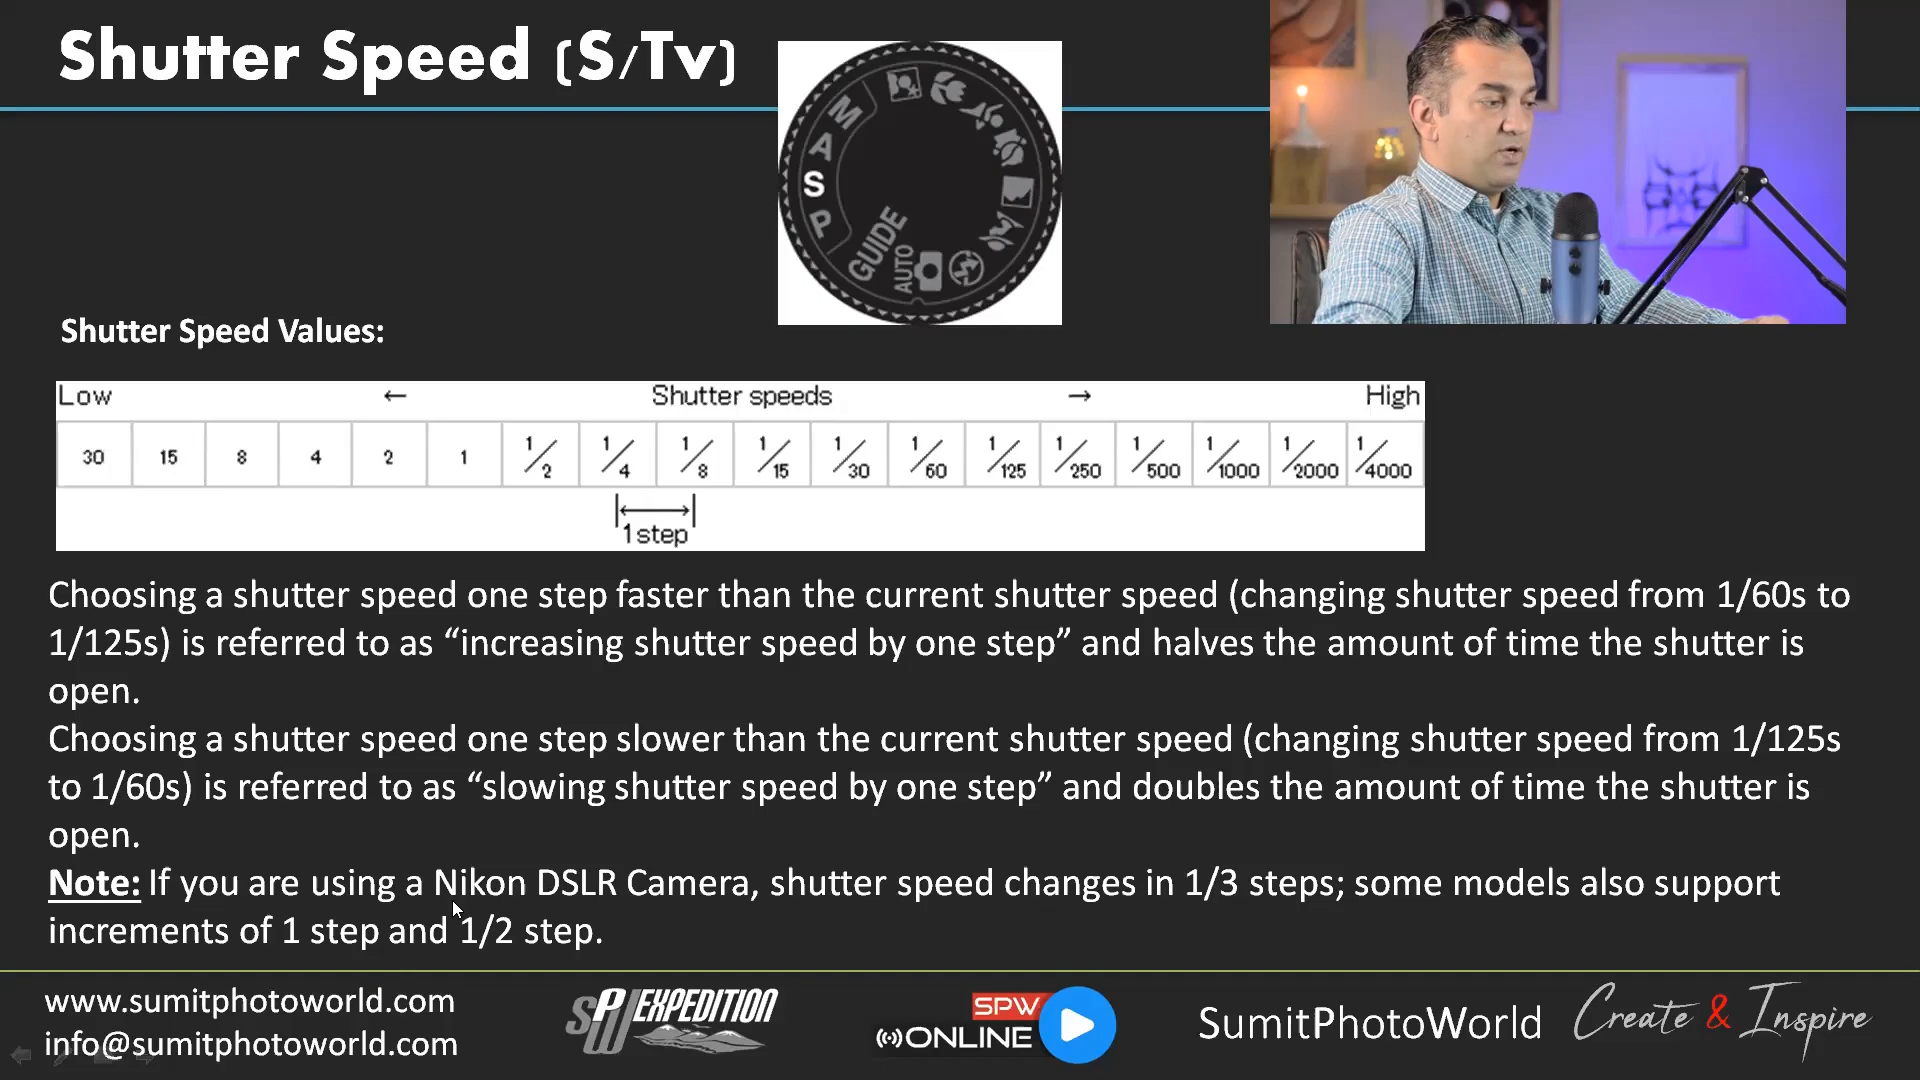 Shutter Speed (S/Tv)
M
A
S
P
GUIDE
AUTO
Shutter Speed Values:
Low ← Shutter speeds → High
30 15 8 4 2 1 1/2 1/4 1/8 1/15 1/30 1/60 1/125 1/250 1/500 1/1000 1/2000 1/4000
1 step
Choosing a shutter speed one step faster than the current shutter speed (changing shutter speed from 1/60s to
1/125s) is referred to as “increasing shutter speed by one step” and halves the amount of time the shutter is
open.
Choosing a shutter speed one step slower than the current shutter speed (changing shutter speed from 1/125s
to 1/60s) is referred to as “slowing shutter speed by one step” and doubles the amount of time the shutter is
open.
Note: If you are using a Nikon DSLR Camera, shutter speed changes in 1/3 steps; some models also support
increments of 1 step and 1/2 step.
www.sumitphotoworld.com
info@sumitphotoworld.com
SPW EXPEDITION
SPW
ONLINE
SumitPhotoWorld
Create & Inspire